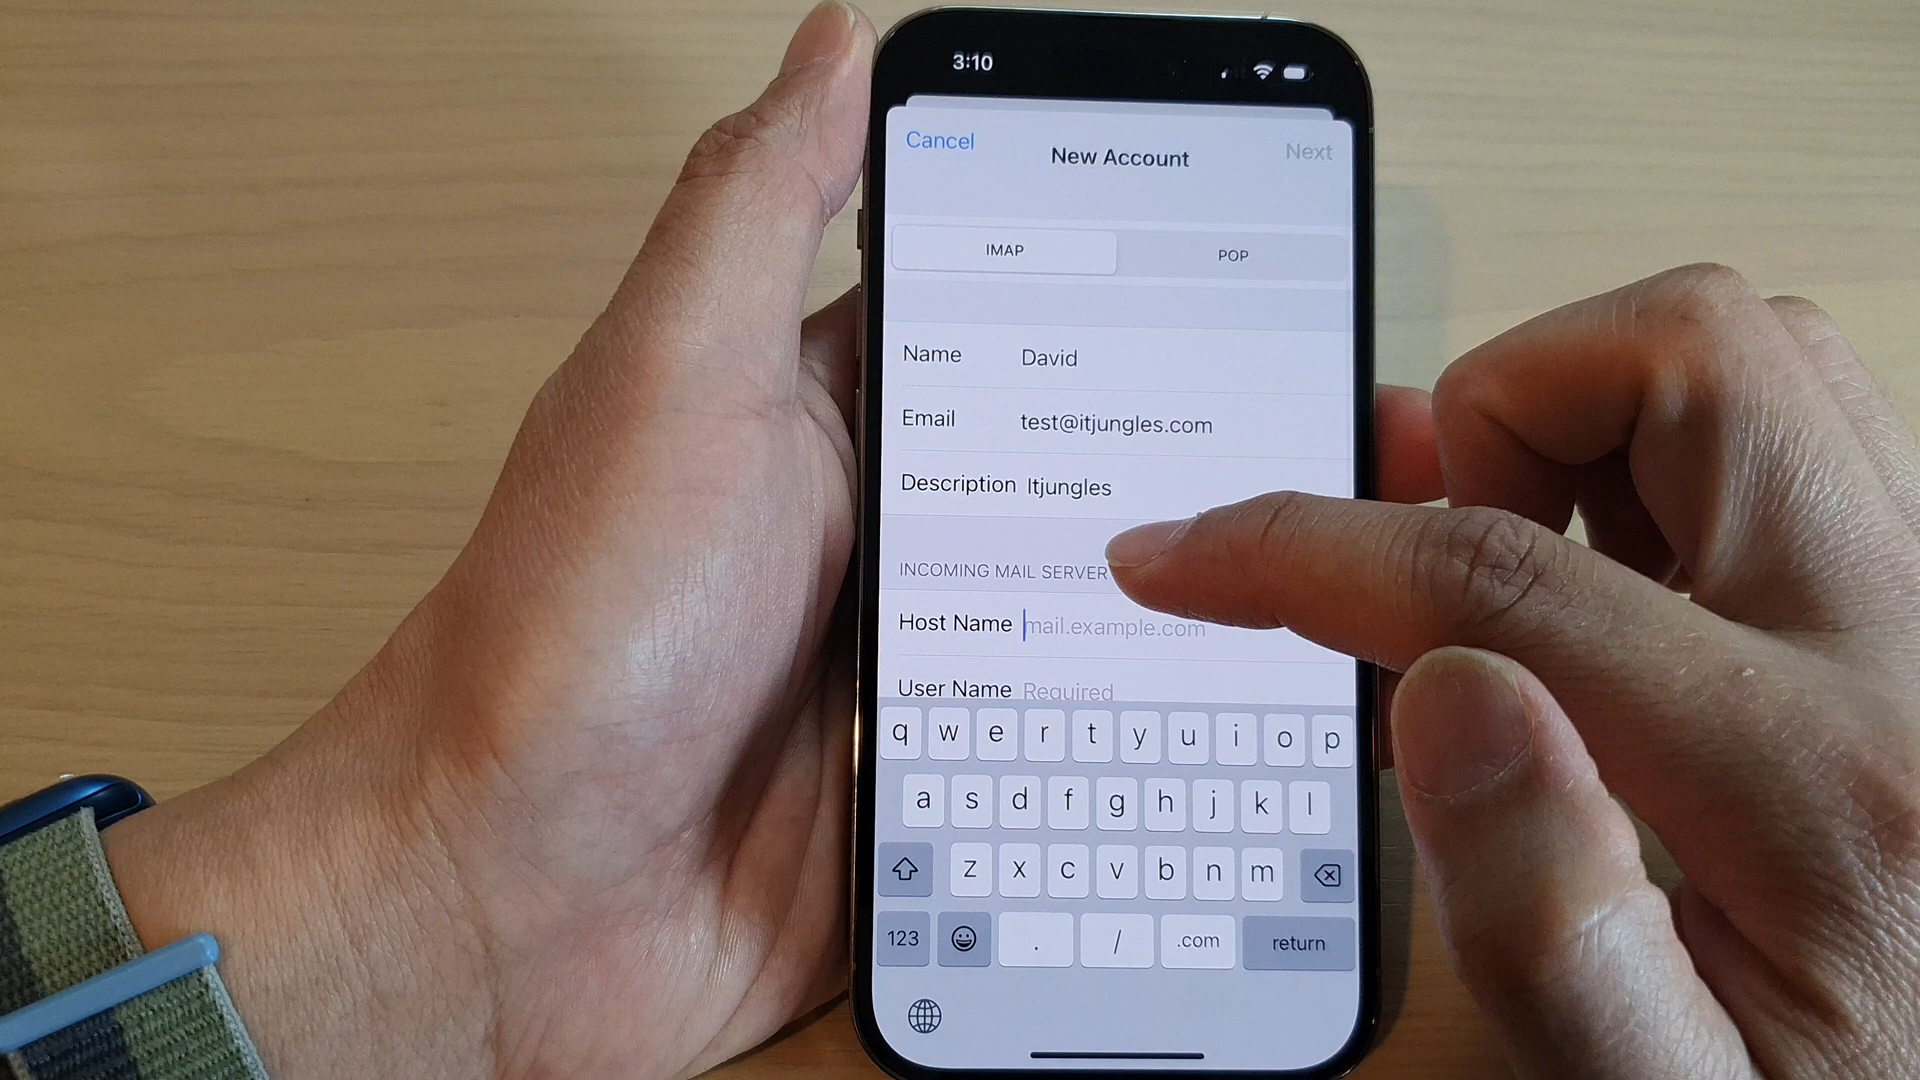 3:10
Cancel
New Account
Next
IMAP
POP
Name David
Email test@itjungles.com
Description Itjungles
INCOMING MAIL SERVER
Host Name mail.example.com
User Name Required
q w e r t y u i o p
a s d f g h j k l
z x c v b n m
123 . / .com return